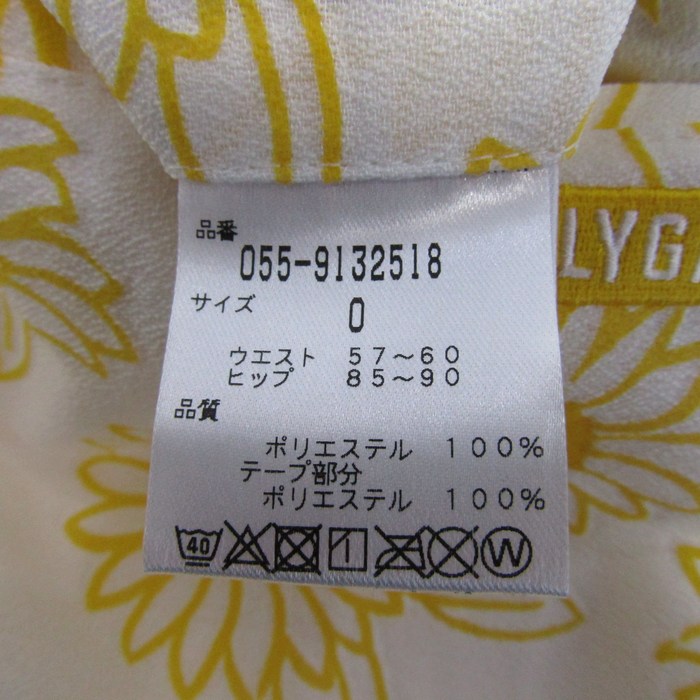 品番
055-9132518
サイズ
0
ウエスト 57～60
ヒップ 85～90
品質
ポリエステル 100%
テープ部分
ポリエステル 100%
40
W
LYG